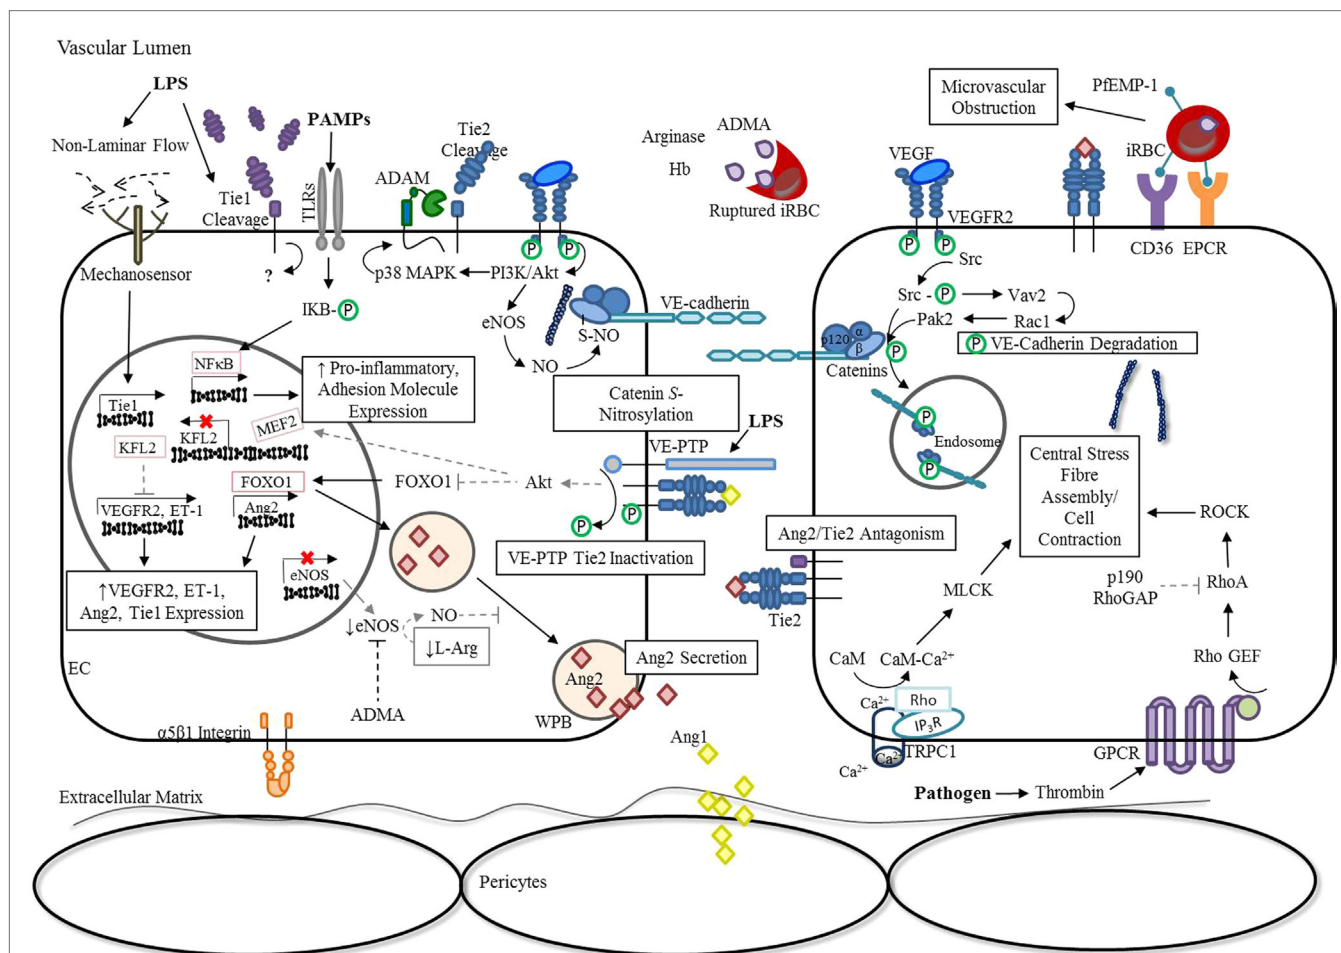 Vascular Lumen
LPS
Non-Laminar Flow
Tie1
Cleavage
PAMPs
TLRs
ADAM
Tie2
Cleavage
Mechanosensor
?
p38 MAPK
PI3K/Akt
P
P
IKB-P
eNOS
NO
S-NO
VE-cadherin
Catenin S-
Nitrosylation
NFκB
↑ Pro-inflammatory,
Adhesion Molecule
Expression
Tie1
KFL2
KFL2
MEF2
VEGFR2, ET-1
FOXO1
Ang2
FOXO1
Akt
VE-PTP
LPS
P
P
VE-PTP Tie2 Inactivation
↑VEGFR2, ET-1,
Ang2, Tie1 Expression
eNOS
↓eNOS
NO
↓L-Arg
ADMA
EC
Ang2
WPB
Ang2 Secretion
α5β1 Integrin
Extracellular Matrix
Pericytes
Ang1
Arginase
ADMA
Hb
Ruptured iRBC
Microvascular
Obstruction
PfEMP-1
iRBC
CD36
EPCR
VEGF
VEGFR2
P
P
Src
Src - P
Vav2
Rac1
Pak2
P VE-Cadherin Degradation
p120
α
β
Catenins
P
P
Endosome
P
Central Stress
Fibre
Assembly/
Cell
Contraction
ROCK
p190
RhoGAP
RhoA
Rho GEF
Ang2/Tie2 Antagonism
Tie2
MLCK
CaM
CaM-Ca²⁺
Ca²⁺
Rho
IP₃R
TRPC1
Ca²⁺
Ca²⁺
GPCR
Pathogen
Thrombin